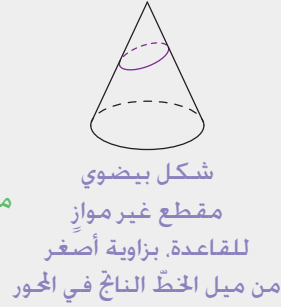 شكل بيضوي
مقطع غير موازٍ
للقاعدة، بزاوية أصغر
من ميل الخطّ الناتج في المحور